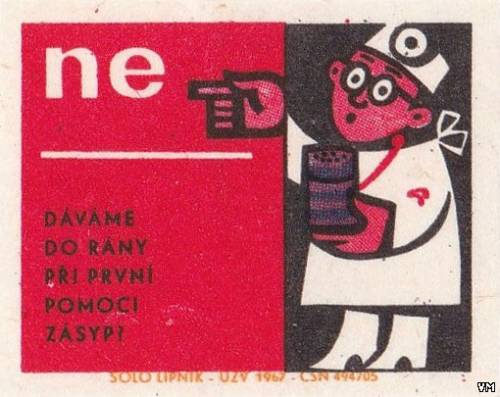 ne
DÁVÁME
DO RÁNY
PŘI PRVNÍ
POMOCI
ZÁSYP?
SOLO LIPNÍK - ÚZV 1967 - ČSN 494705
VM